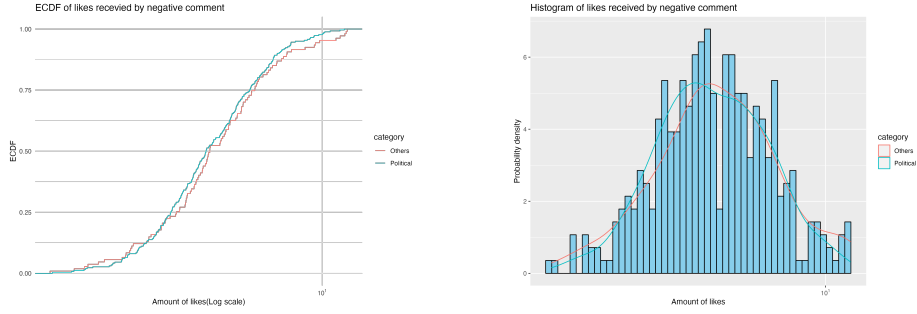 ECDF of likes recevied by negative comment
1.00
0.75
0.50
0.25
0.00
ECDF
10¹
Amount of likes(Log scale)
category
Others
Political
Histogram of likes received by negative comment
6
4
2
0
Probability density
10¹
Amount of likes
category
Others
Political